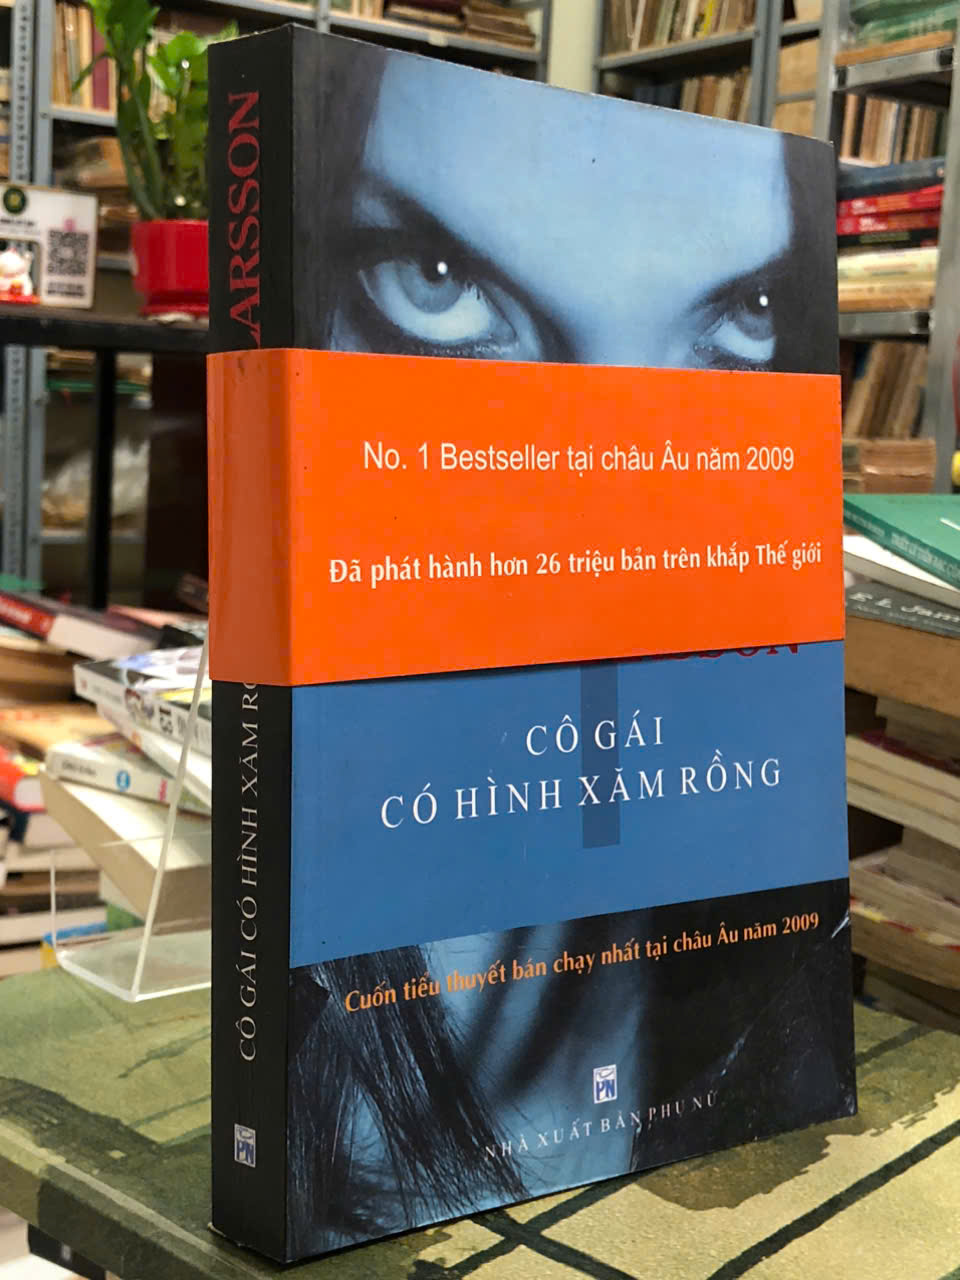 LARSSON
No. 1 Bestseller tại châu Âu năm 2009
Đã phát hành hơn 26 triệu bản trên khắp Thế giới
CÔ GÁI
CÓ HÌNH XĂM RỒNG
Cuốn tiểu thuyết bán chạy nhất tại châu Âu năm 2009
PN
NHÀ XUẤT BẢN PHỤ NỮ
CÔ GÁI CÓ HÌNH XĂM RỒ
PN